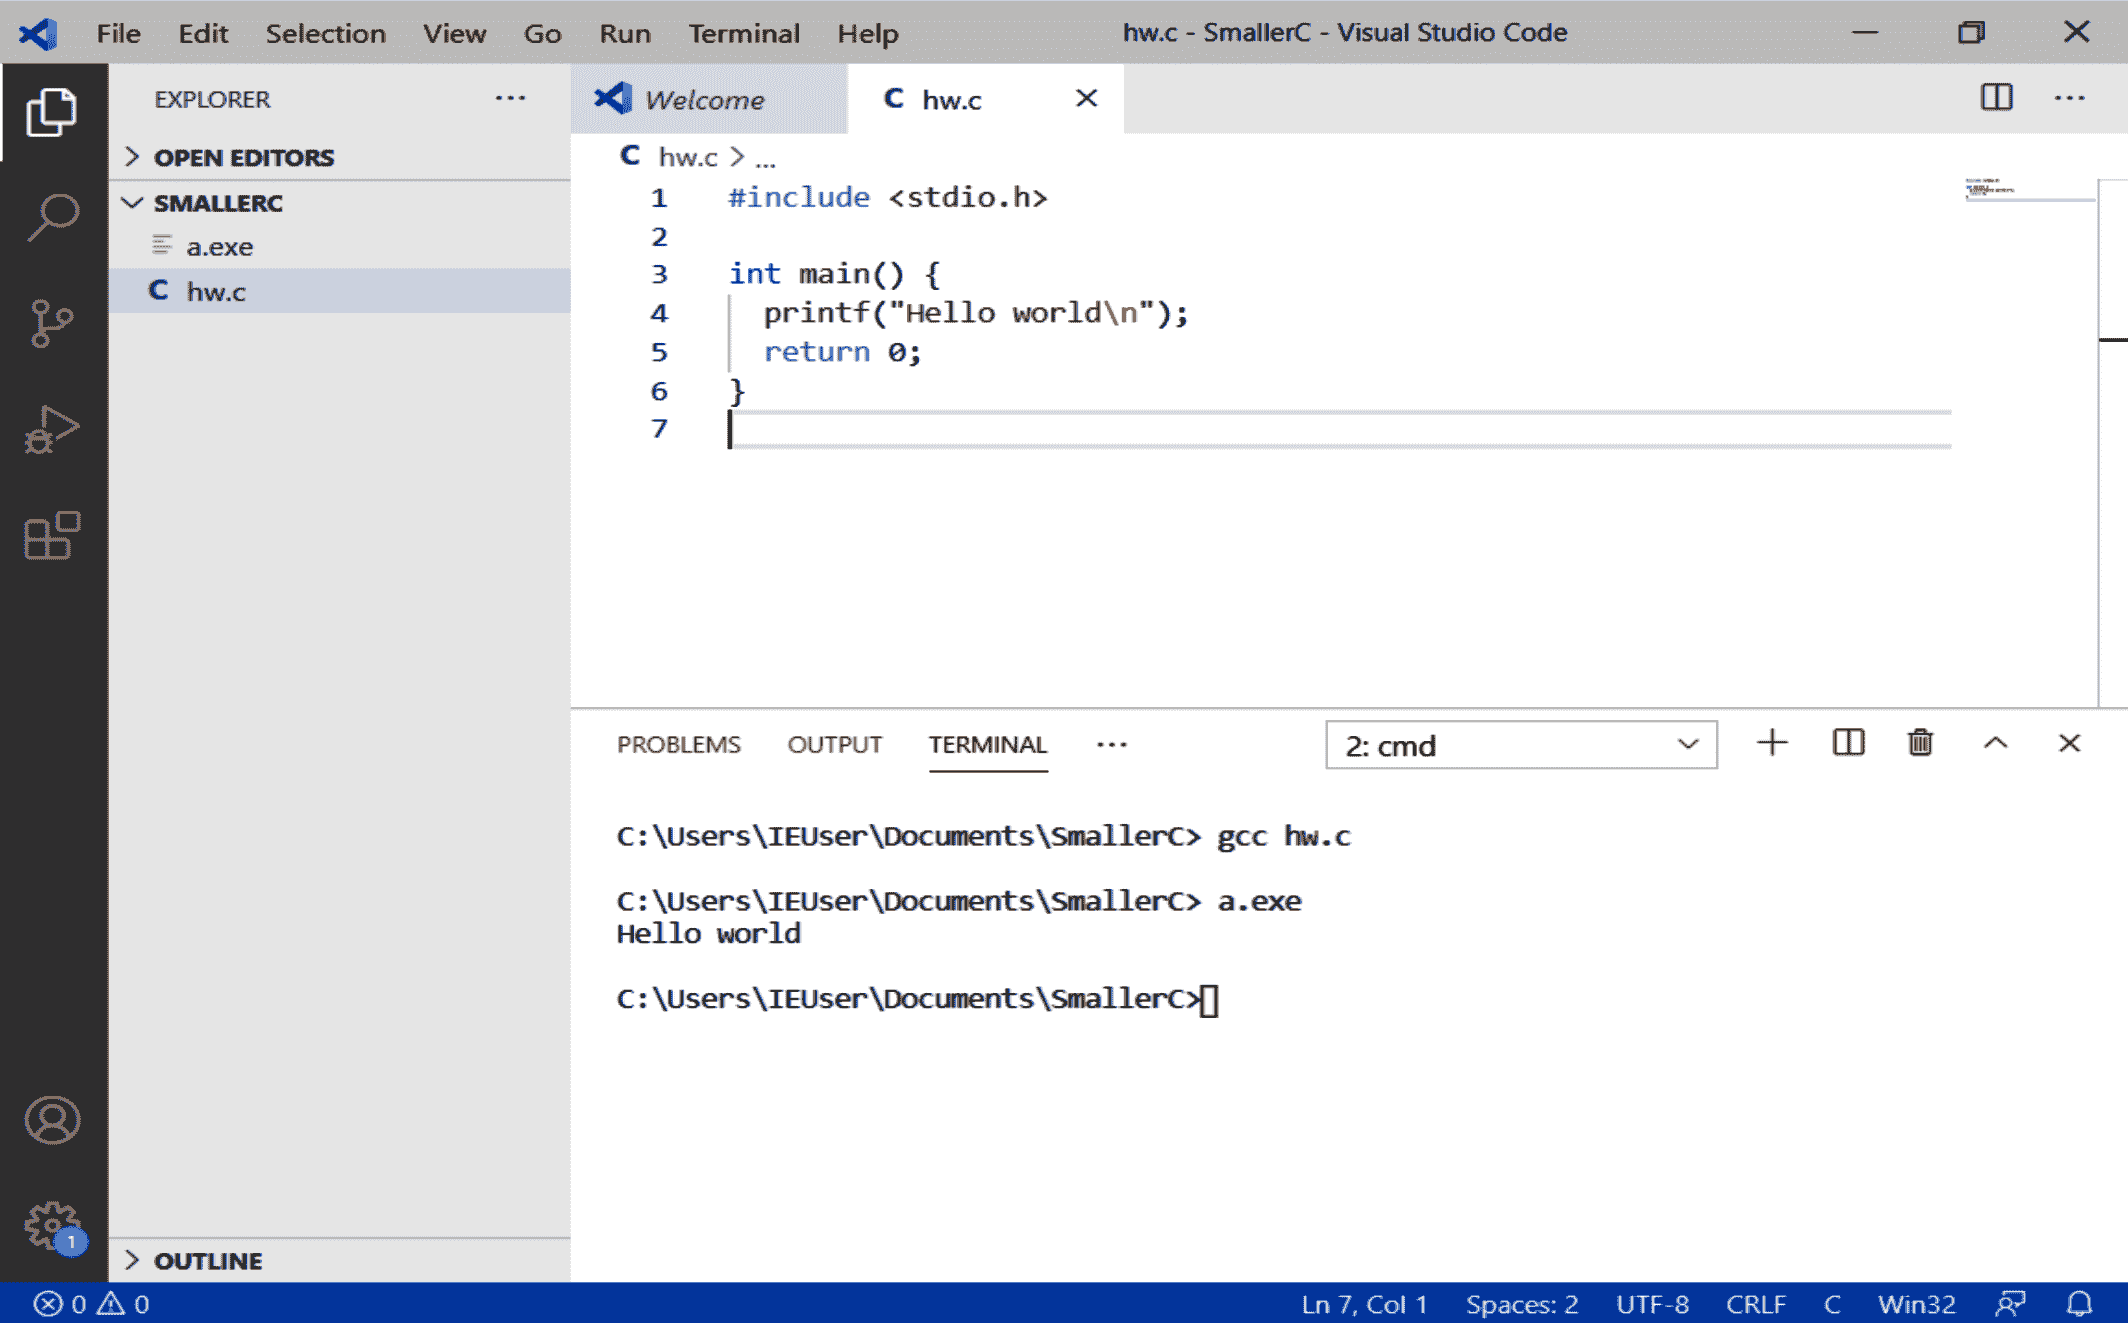 File Edit Selection View Go Run Terminal Help hw.c - SmallerC - Visual Studio Code
EXPLORER ...
OPEN EDITORS
SMALLERC
a.exe
C hw.c
OUTLINE
Welcome C hw.c
C hw.c > ...
1 #include <stdio.h>
2
3 int main() {
4 printf("Hello world\n");
5 return 0;
6 }
7
PROBLEMS OUTPUT TERMINAL ... 2: cmd
C:\Users\IEUser\Documents\SmallerC> gcc hw.c
C:\Users\IEUser\Documents\SmallerC> a.exe
Hello world
C:\Users\IEUser\Documents\SmallerC>
1
0 0 Ln 7, Col 1 Spaces: 2 UTF-8 CRLF C Win32